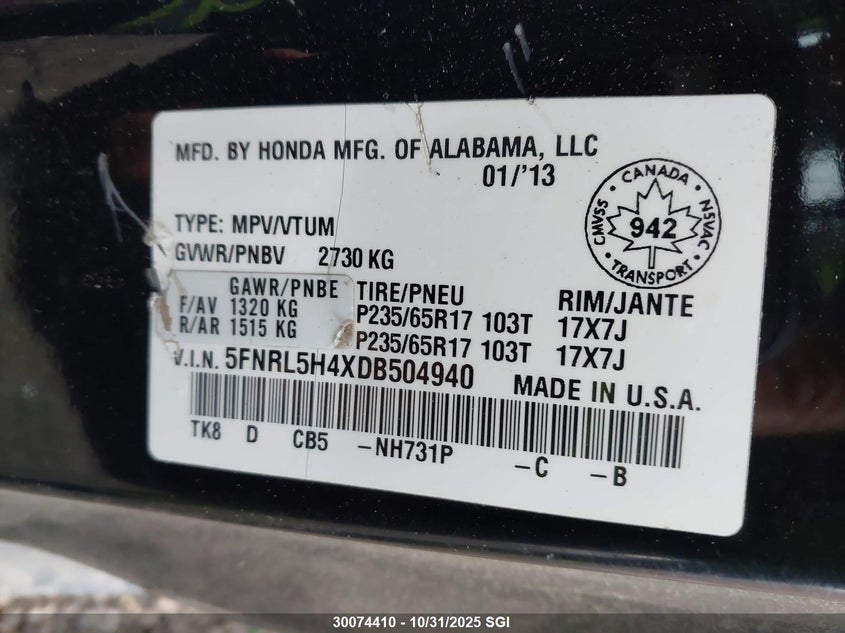 MFD. BY HONDA MFG. OF ALABAMA, LLC
01/'13
TYPE: MPV/VTUM
GVWR/PNBV 2730 KG
CANADA
CMVSS 942 NSVAC
TRANSPORT
GAWR/PNBE TIRE/PNEU RIM/JANTE
F/AV 1320 KG P235/65R17 103T 17X7J
R/AR 1515 KG P235/65R17 103T 17X7J
V.I.N. 5FNRL5H4XDB504940 MADE IN U.S.A.
TK8 D CB5 -NH731P -C -B
30074410 - 10/31/2025 SGI